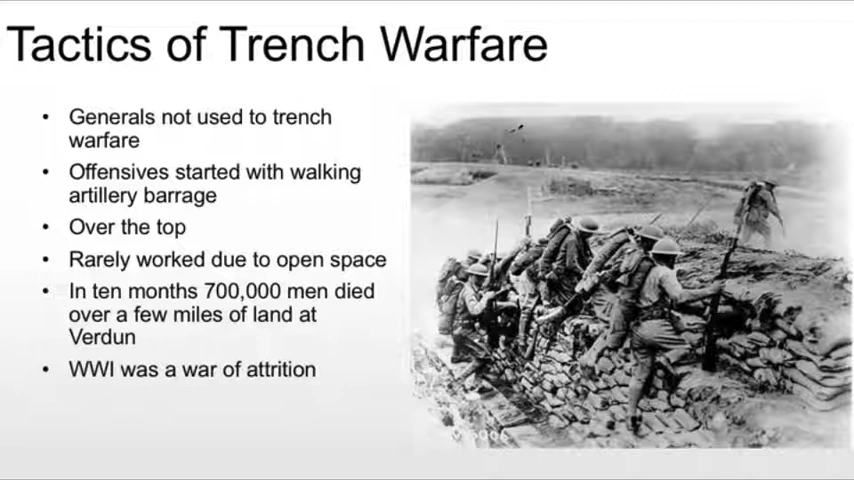 Tactics of Trench Warfare
• Generals not used to trench
warfare
• Offensives started with walking
artillery barrage
• Over the top
• Rarely worked due to open space
• In ten months 700,000 men died
over a few miles of land at
Verdun
• WWI was a war of attrition